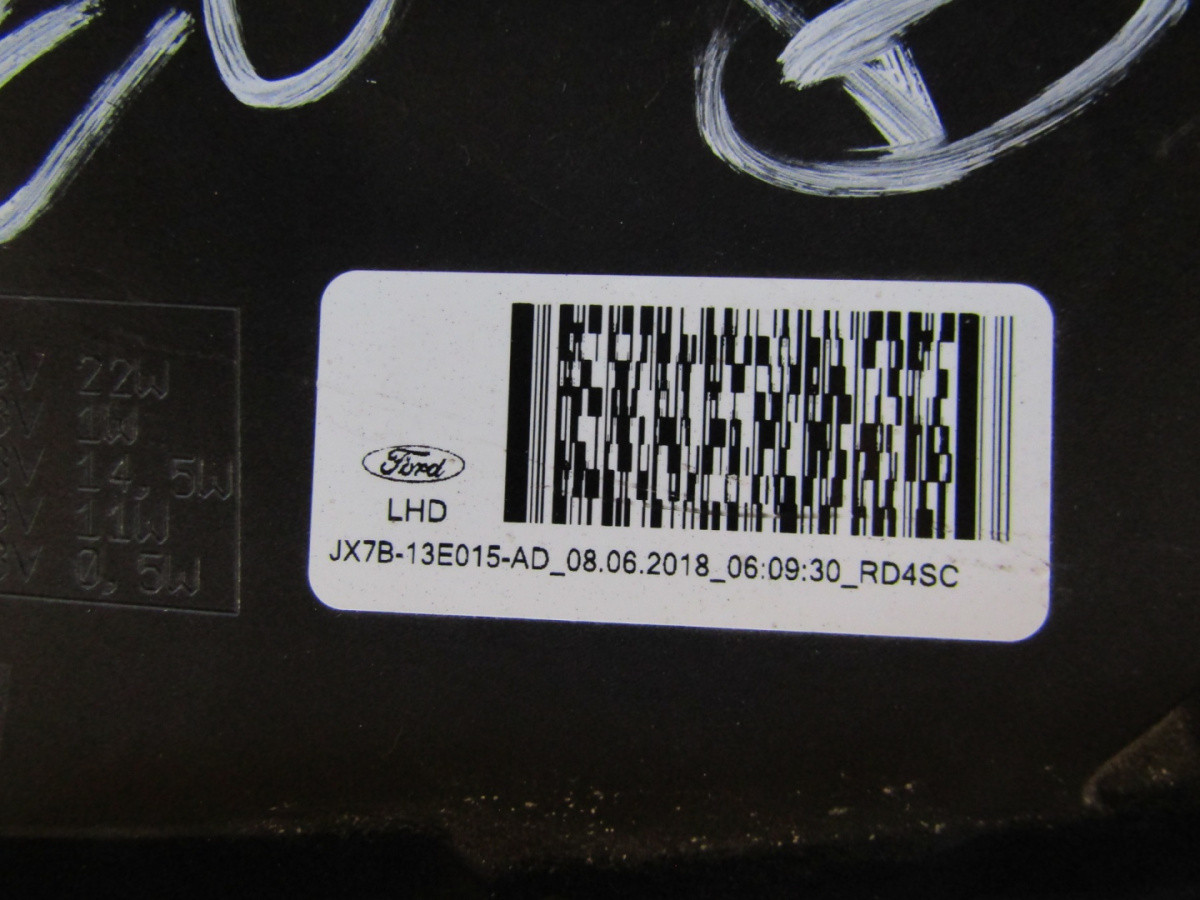 22W
1W
14,5W
11W
0,5W
Ford
LHD
JX7B-13E015-AD_08.06.2018_06:09:30_RD4SC